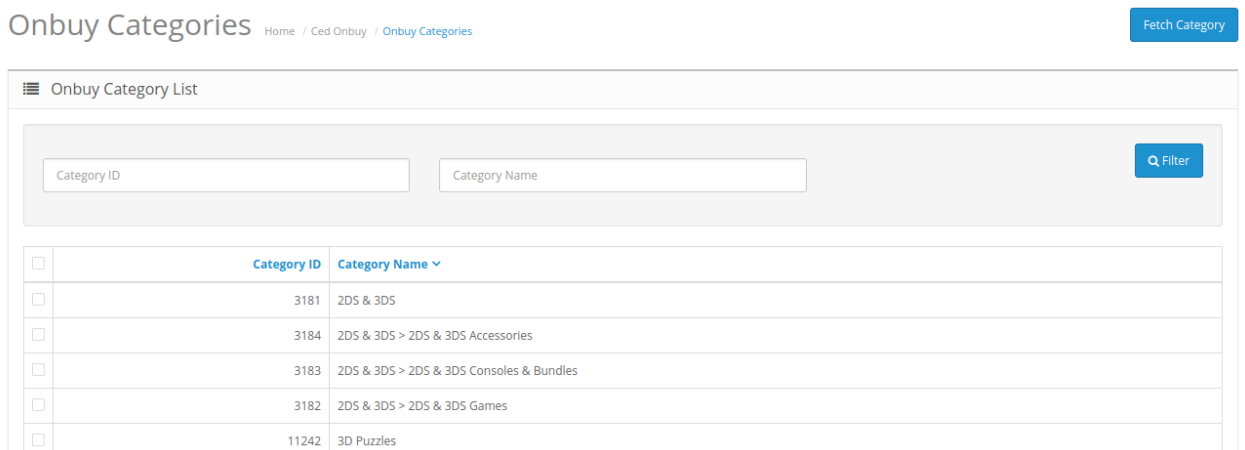 Onbuy Categories Home / Ced Onbuy / Onbuy Categories
Fetch Category
Onbuy Category List
Category ID
Category Name
Filter
Category ID Category Name
3181 2DS & 3DS
3184 2DS & 3DS > 2DS & 3DS Accessories
3183 2DS & 3DS > 2DS & 3DS Consoles & Bundles
3182 2DS & 3DS > 2DS & 3DS Games
11242 3D Puzzles